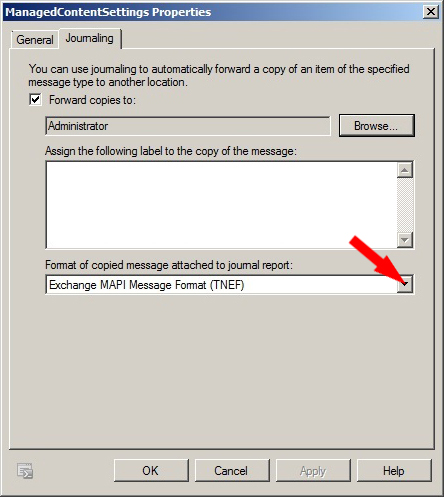 ManagedContentSettings Properties
General
Journaling
You can use journaling to automatically forward a copy of an item of the specified
message type to another location.
Forward copies to:
Administrator
Browse...
Assign the following label to the copy of the message:
Format of copied message attached to journal report:
Exchange MAPI Message Format (TNEF)
OK
Cancel
Apply
Help